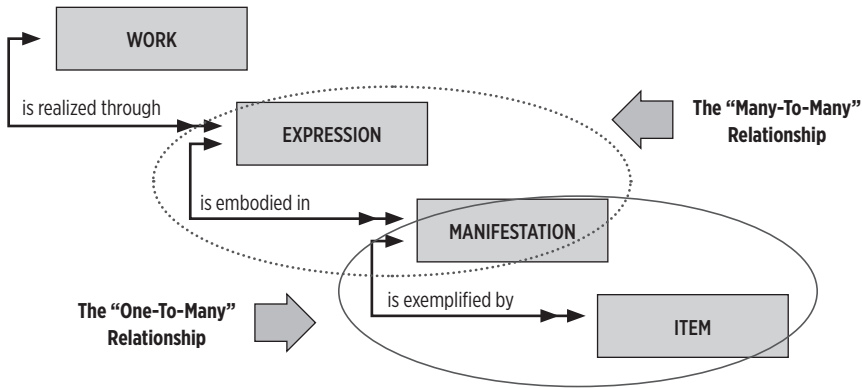 WORK
is realized through
EXPRESSION
The “Many-To-Many”
Relationship
is embodied in
MANIFESTATION
is exemplified by
The “One-To-Many”
Relationship
ITEM